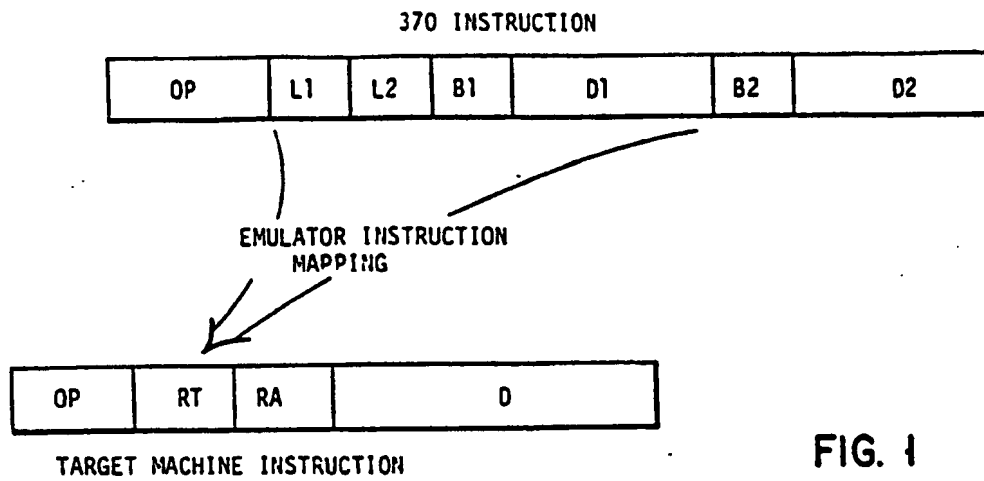 370 INSTRUCTION
OP L1 L2 B1 D1 B2 D2
EMULATOR INSTRUCTION
MAPPING
OP RT RA D
TARGET MACHINE INSTRUCTION
FIG. 1